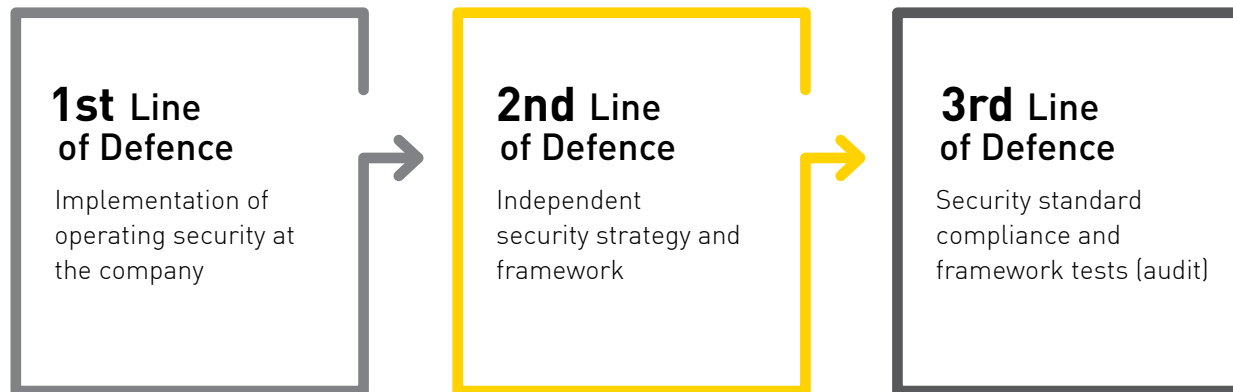 1st Line
of Defence
Implementation of
operating security at
the company
2nd Line
of Defence
Independent
security strategy and
framework
3rd Line
of Defence
Security standard
compliance and
framework tests (audit)